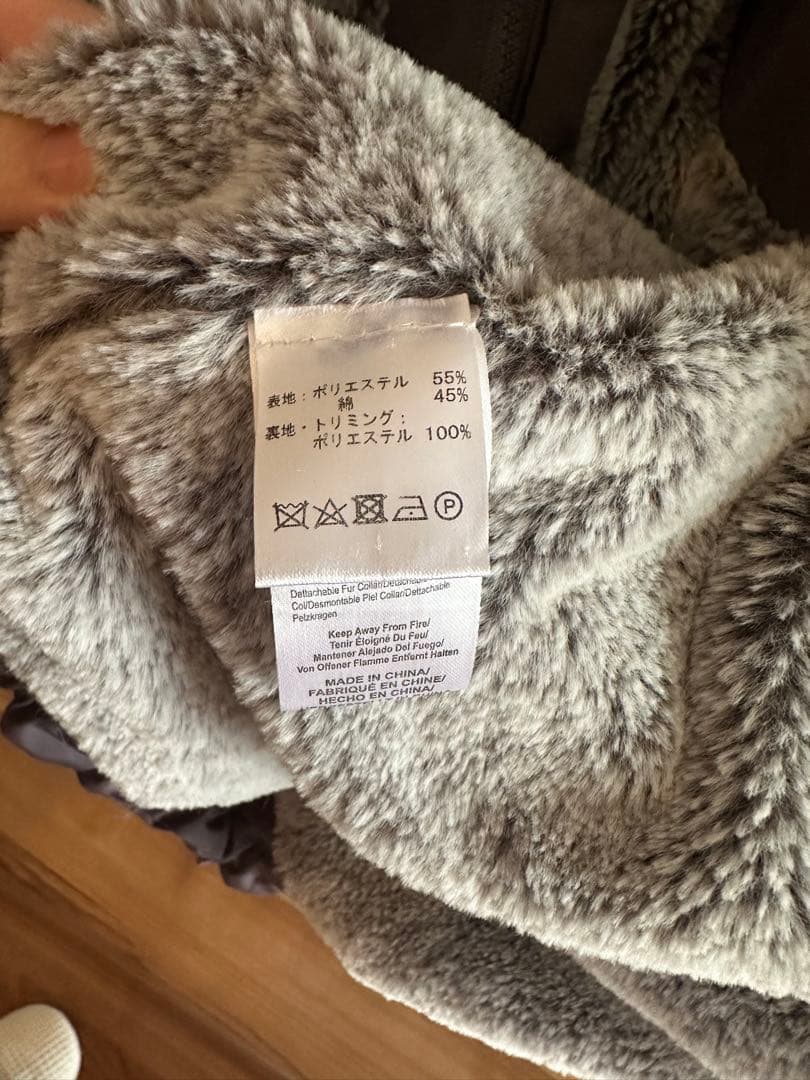 表地：ポリエステル 55%
綿 45%
裏地・トリミング：
ポリエステル 100%
P
Dettachable Fur Collar/Detachable
Col/Desmontable Piel Collar/Dettachable
Pelzkragen
Keep Away From Fire/
Tenir Éloigné Du Feu/
Mantener Alejado Del Fuego/
Von Offener Flamme Entfernt Halten
MADE IN CHINA/
FABRIQUÉ EN CHINE/
HECHO EN CHINA/